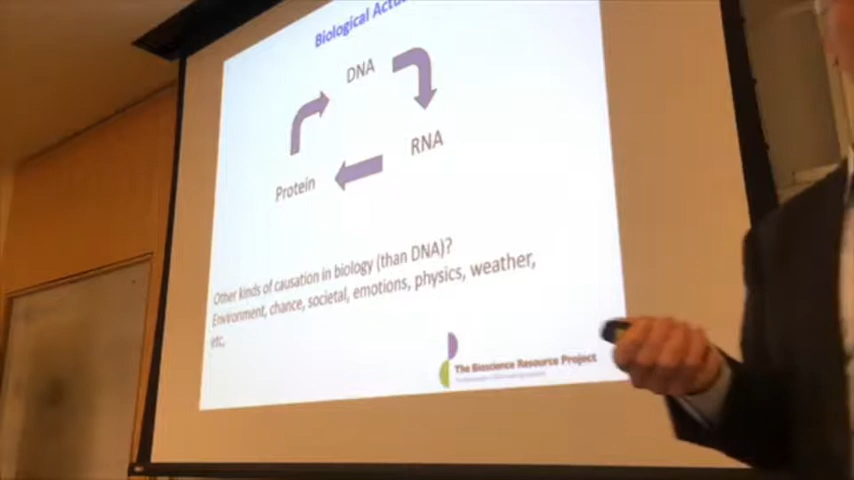 Biological
DNA
RNA
Protein
Other kinds of causation in biology (than DNA)?
Environment, chance, societal, emotions, physics, weather,
etc.
The Bioscience Resource Project